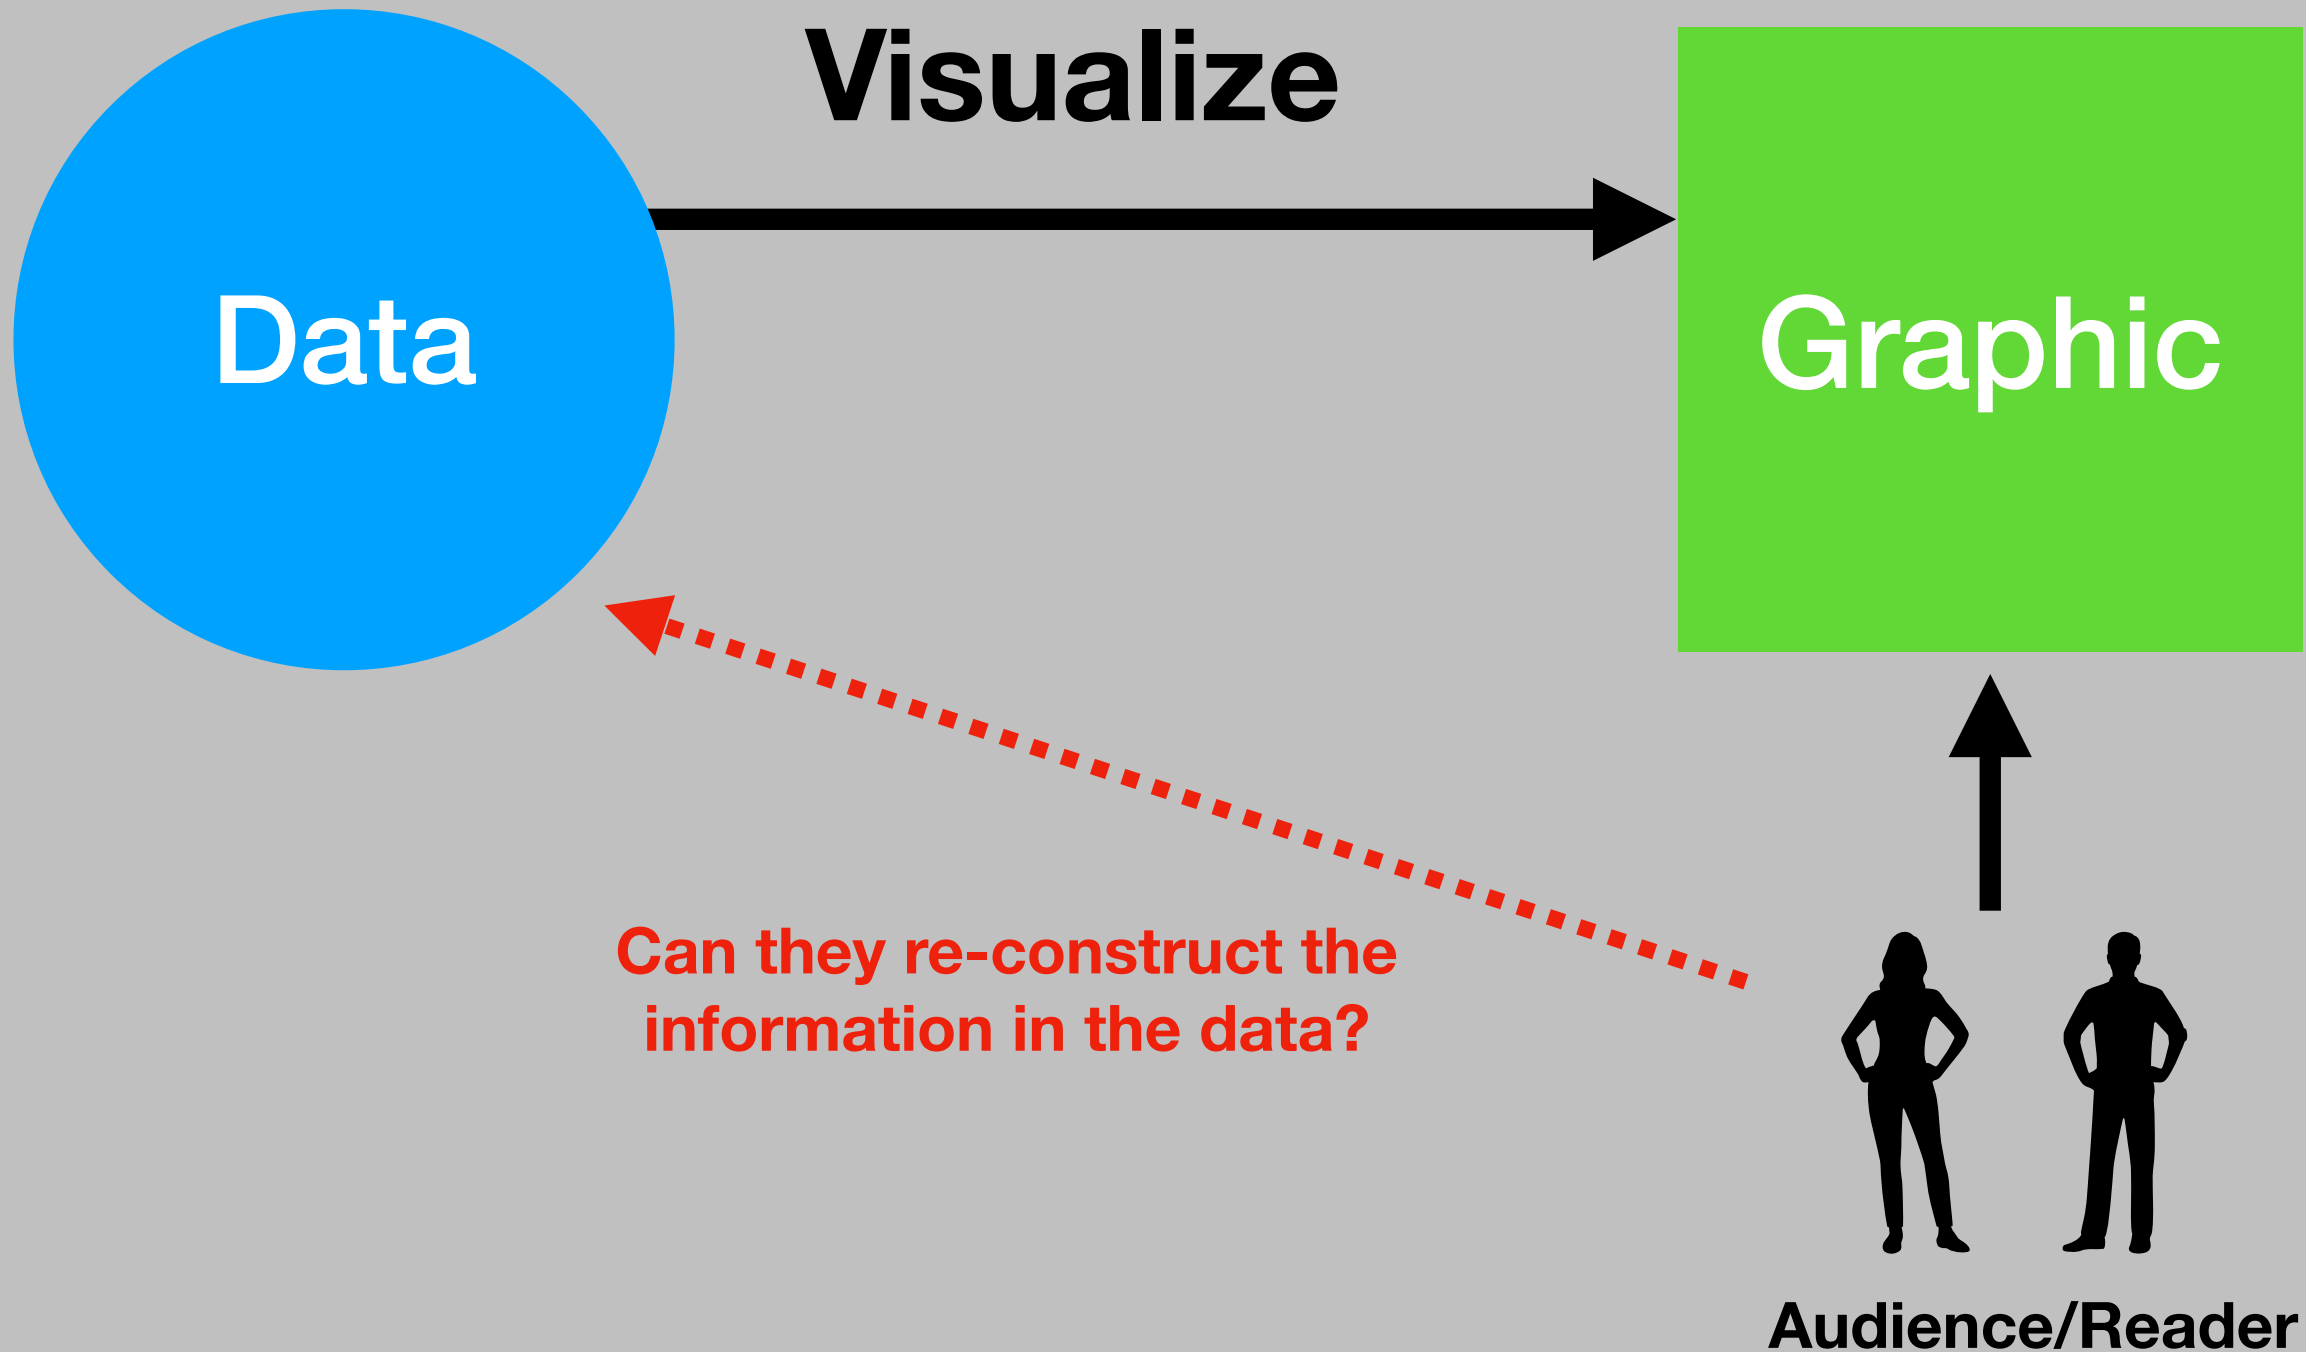 Visualize
Data
Graphic
Can they re-construct the
information in the data?
Audience/Reader